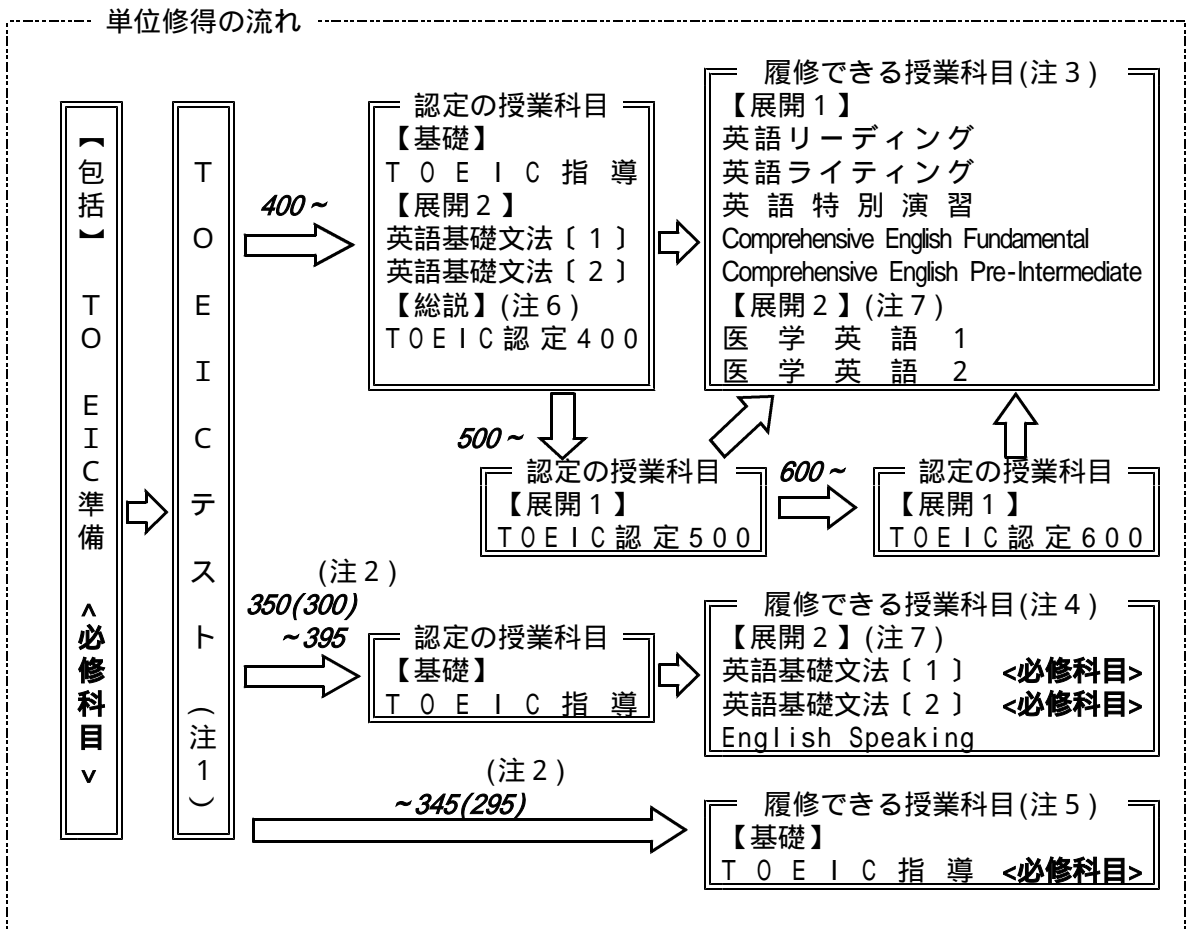 単位修得の流れ
【包括】 TOEIC準備 <必修科目>
TOEICテスト(注1)
400~
認定の授業科目
【基礎】
TOEIC指導
【展開2】
英語基礎文法〔1〕
英語基礎文法〔2〕
【総説】(注6)
TOEIC認定400
履修できる授業科目(注3)
【展開1】
英語リーディング
英語ライティング
英語特別演習
Comprehensive English Fundamental
Comprehensive English Pre-Intermediate
【展開2】(注7)
医学英語1
医学英語2
500~
認定の授業科目
【展開1】
TOEIC認定500
600~
認定の授業科目
【展開1】
TOEIC認定600
(注2)
350(300)
~395
認定の授業科目
【基礎】
TOEIC指導
履修できる授業科目(注4)
【展開2】(注7)
英語基礎文法〔1〕 <必修科目>
英語基礎文法〔2〕 <必修科目>
English Speaking
(注2)
~345(295)
履修できる授業科目(注5)
【基礎】
TOEIC指導 <必修科目>